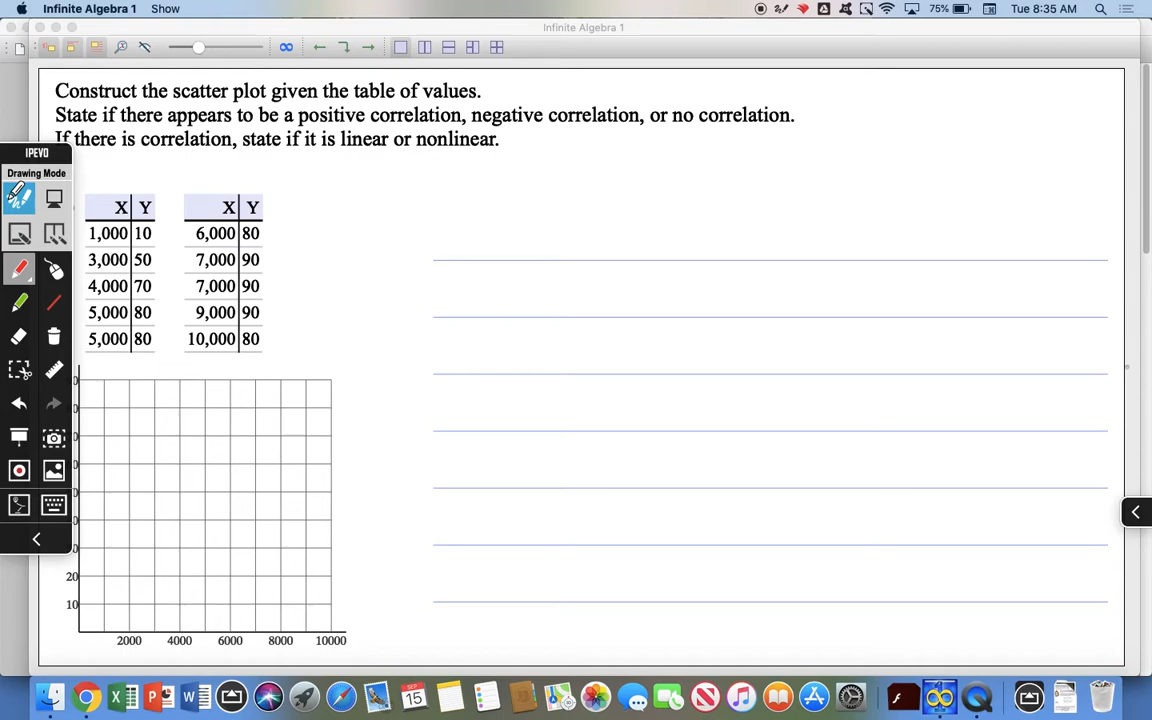 Infinite Algebra 1 Show
75% Tue 8:35 AM
Infinite Algebra 1
Construct the scatter plot given the table of values.
State if there appears to be a positive correlation, negative correlation, or no correlation.
If there is correlation, state if it is linear or nonlinear.
IPEVO
Drawing Mode
X Y X Y
1,000 10 6,000 80
3,000 50 7,000 90
4,000 70 7,000 90
5,000 80 9,000 90
5,000 80 10,000 80
20
10
2000 4000 6000 8000 10000
SEP
15